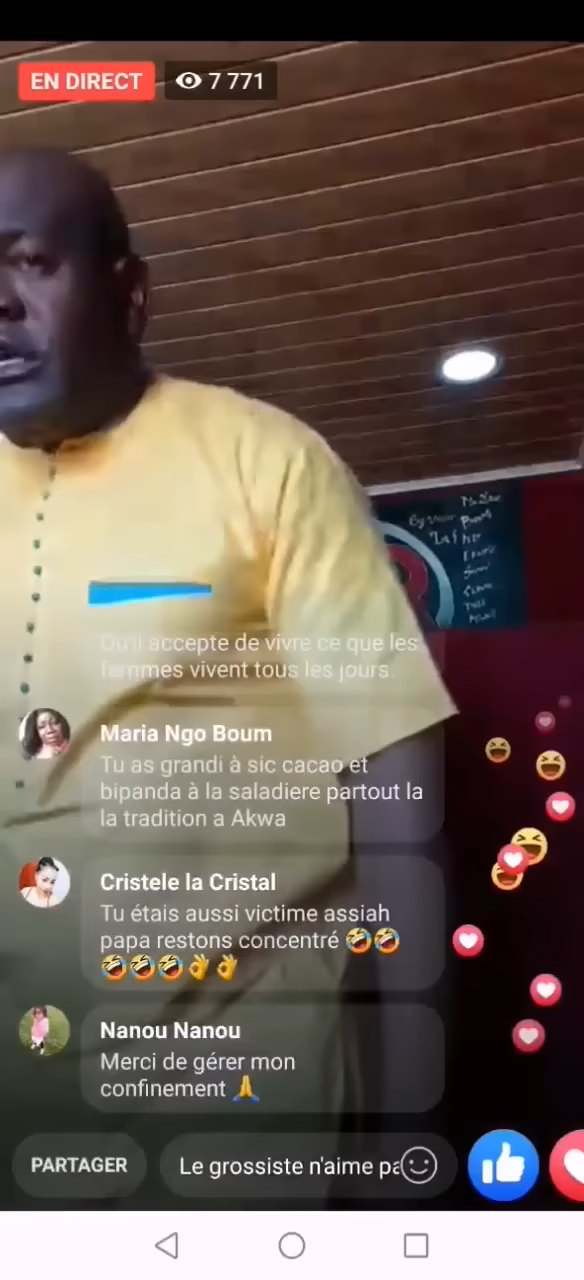 EN DIRECT 7 771
Qu'il accepte de vivre ce que les
femmes vivent tous les jours.
Maria Ngo Boum
Tu as grandi à sic cacao et
bipanda à la saladiere partout la
la tradition a Akwa
Cristele la Cristal
Tu étais aussi victime assiah
papa restons concentré 🤣🤣
🤣🤣🤣👌👌
Nanou Nanou
Merci de gérer mon
confinement 🙏
PARTAGER Le grossiste n'aime pa